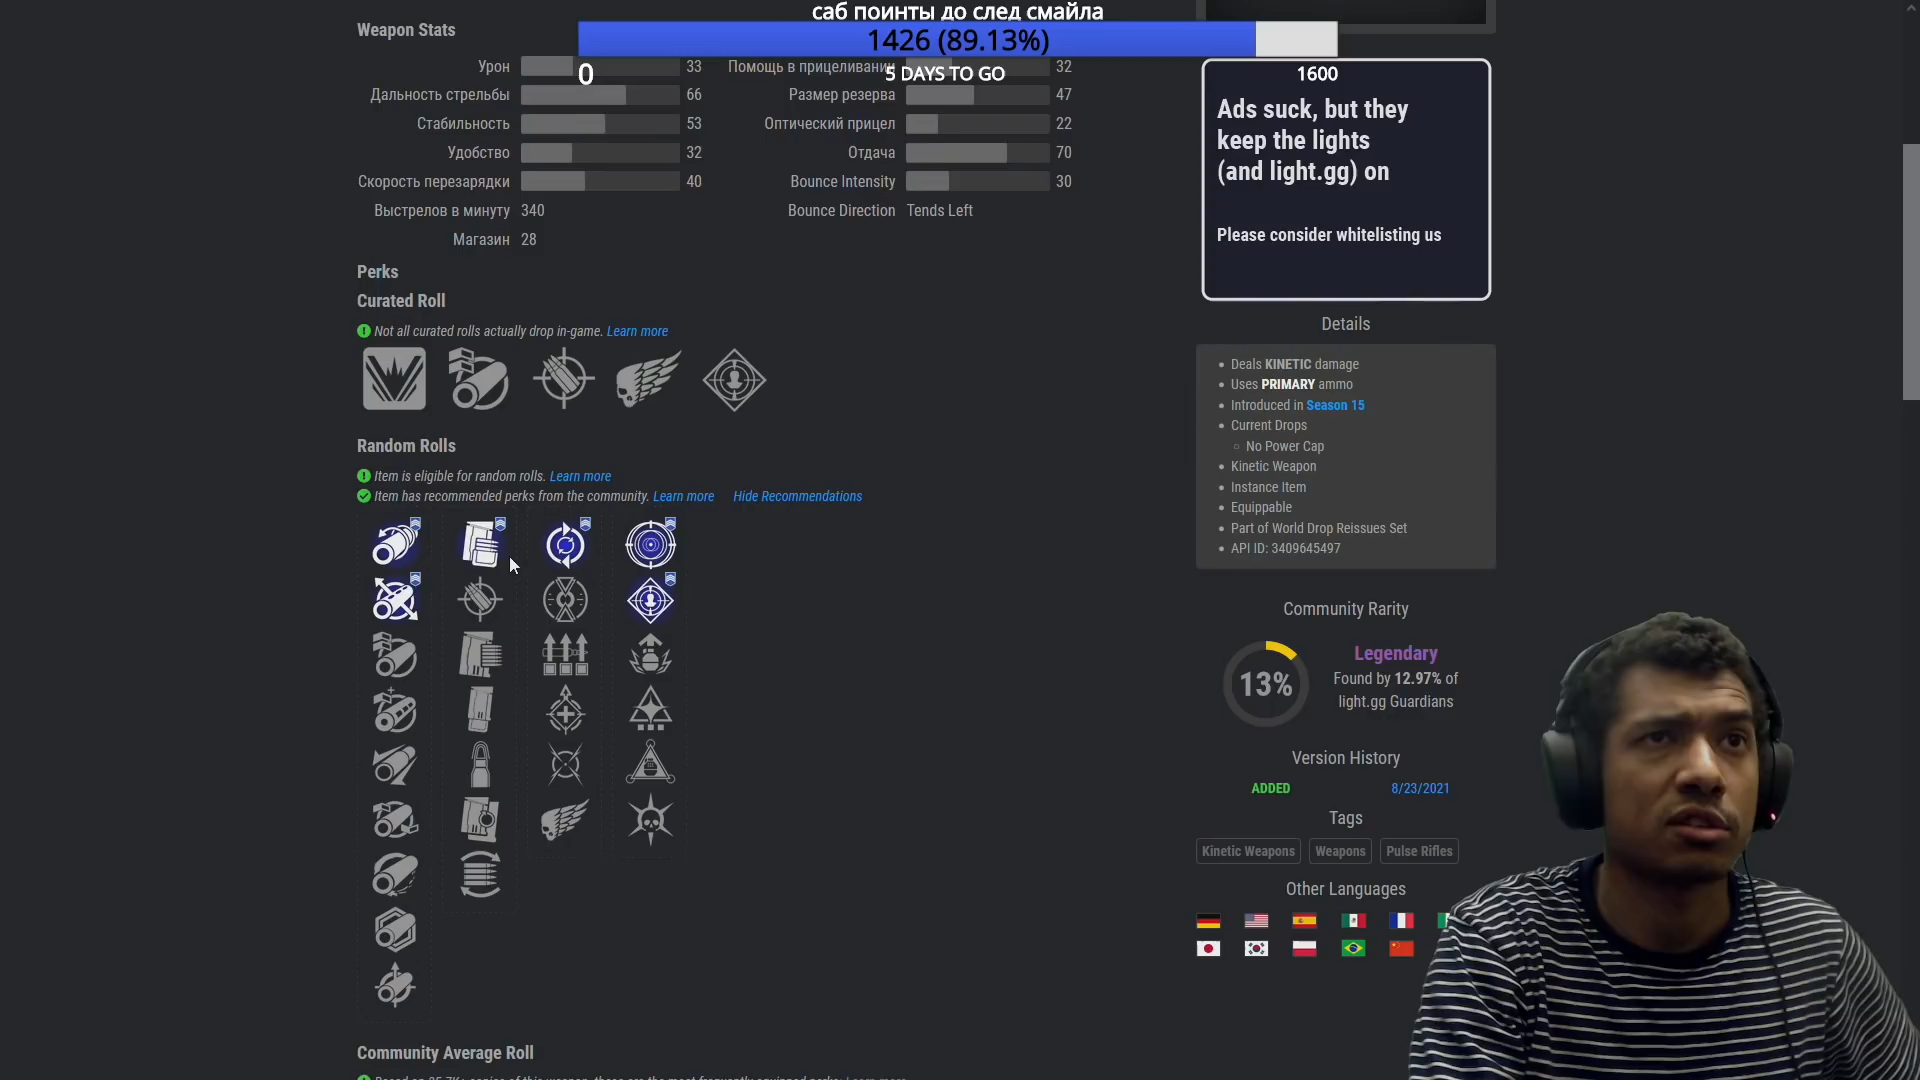 саб поинты до след смайла
1426 (89.13%)
0
5 DAYS TO GO
1600
Weapon Stats
Урон 33
Дальность стрельбы 66
Стабильность 53
Удобство 32
Скорость перезарядки 40
Выстрелов в минуту 340
Магазин 28
Помощь в прицеливании 32
Размер резерва 47
Оптический прицел 22
Отдача 70
Bounce Intensity 30
Bounce Direction Tends Left
Perks
Curated Roll
Not all curated rolls actually drop in-game. Learn more
Random Rolls
Item is eligible for random rolls. Learn more
Item has recommended perks from the community. Learn more Hide Recommendations
Community Average Roll
Ads suck, but they
keep the lights
(and light.gg) on
Please consider whitelisting us
Details
Deals KINETIC damage
Uses PRIMARY ammo
Introduced in Season 15
Current Drops
No Power Cap
Kinetic Weapon
Instance Item
Equippable
Part of World Drop Reissues Set
API ID: 3409645497
Community Rarity
13%
Legendary
Found by 12.97% of
light.gg Guardians
Version History
ADDED 8/23/2021
Tags
Kinetic Weapons Weapons Pulse Rifles
Other Languages